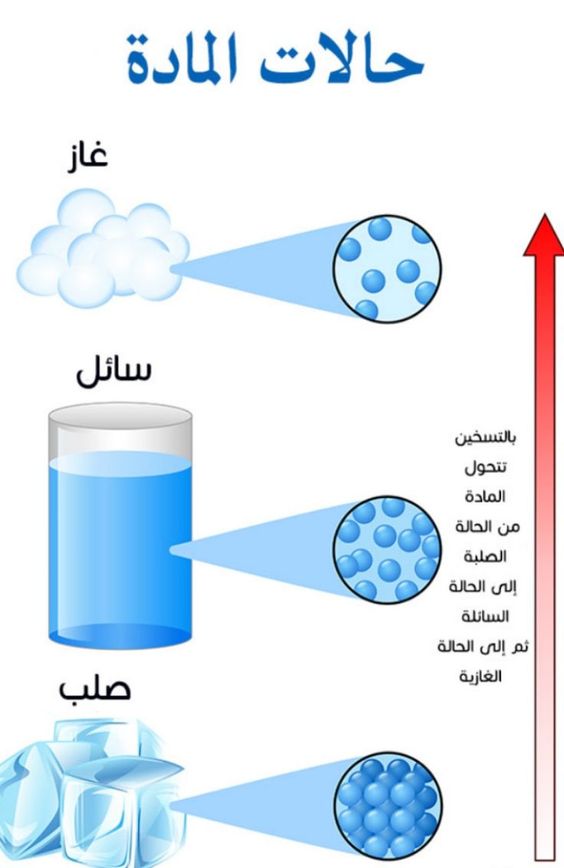 حالات المادة
غاز
سائل
بالتسخين
تتحول
المادة
من الحالة
الصلبة
إلى الحالة
السائلة
ثم إلى الحالة
الغازية
صلب